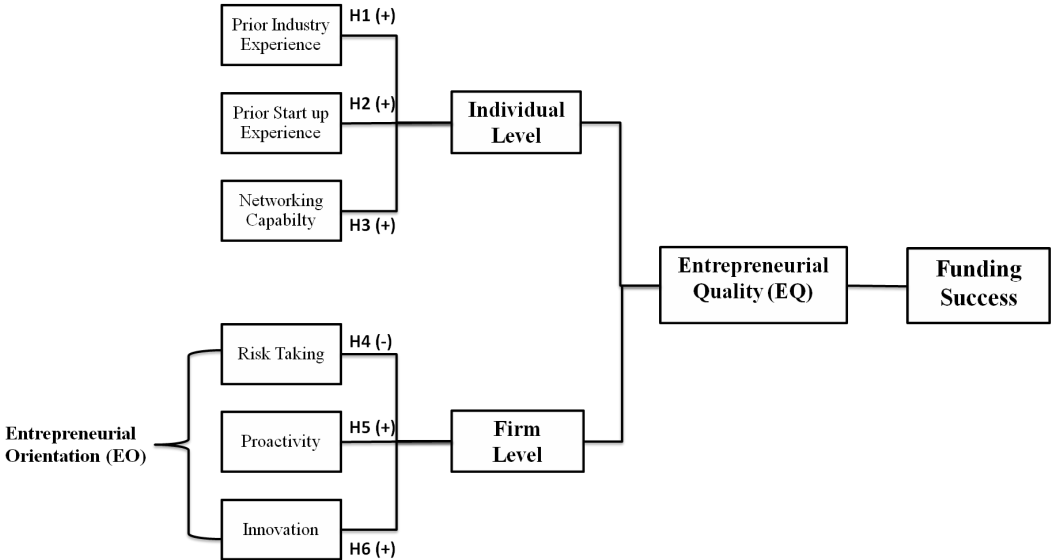 Prior Industry
Experience
H1 (+)
Prior Start up
Experience
H2 (+)
Networking
Capabilty
H3 (+)
Individual
Level
Entrepreneurial
Quality (EQ)
Funding
Success
Entrepreneurial
Orientation (EO)
Risk Taking
H4 (-)
Proactivity
H5 (+)
Innovation
H6 (+)
Firm
Level